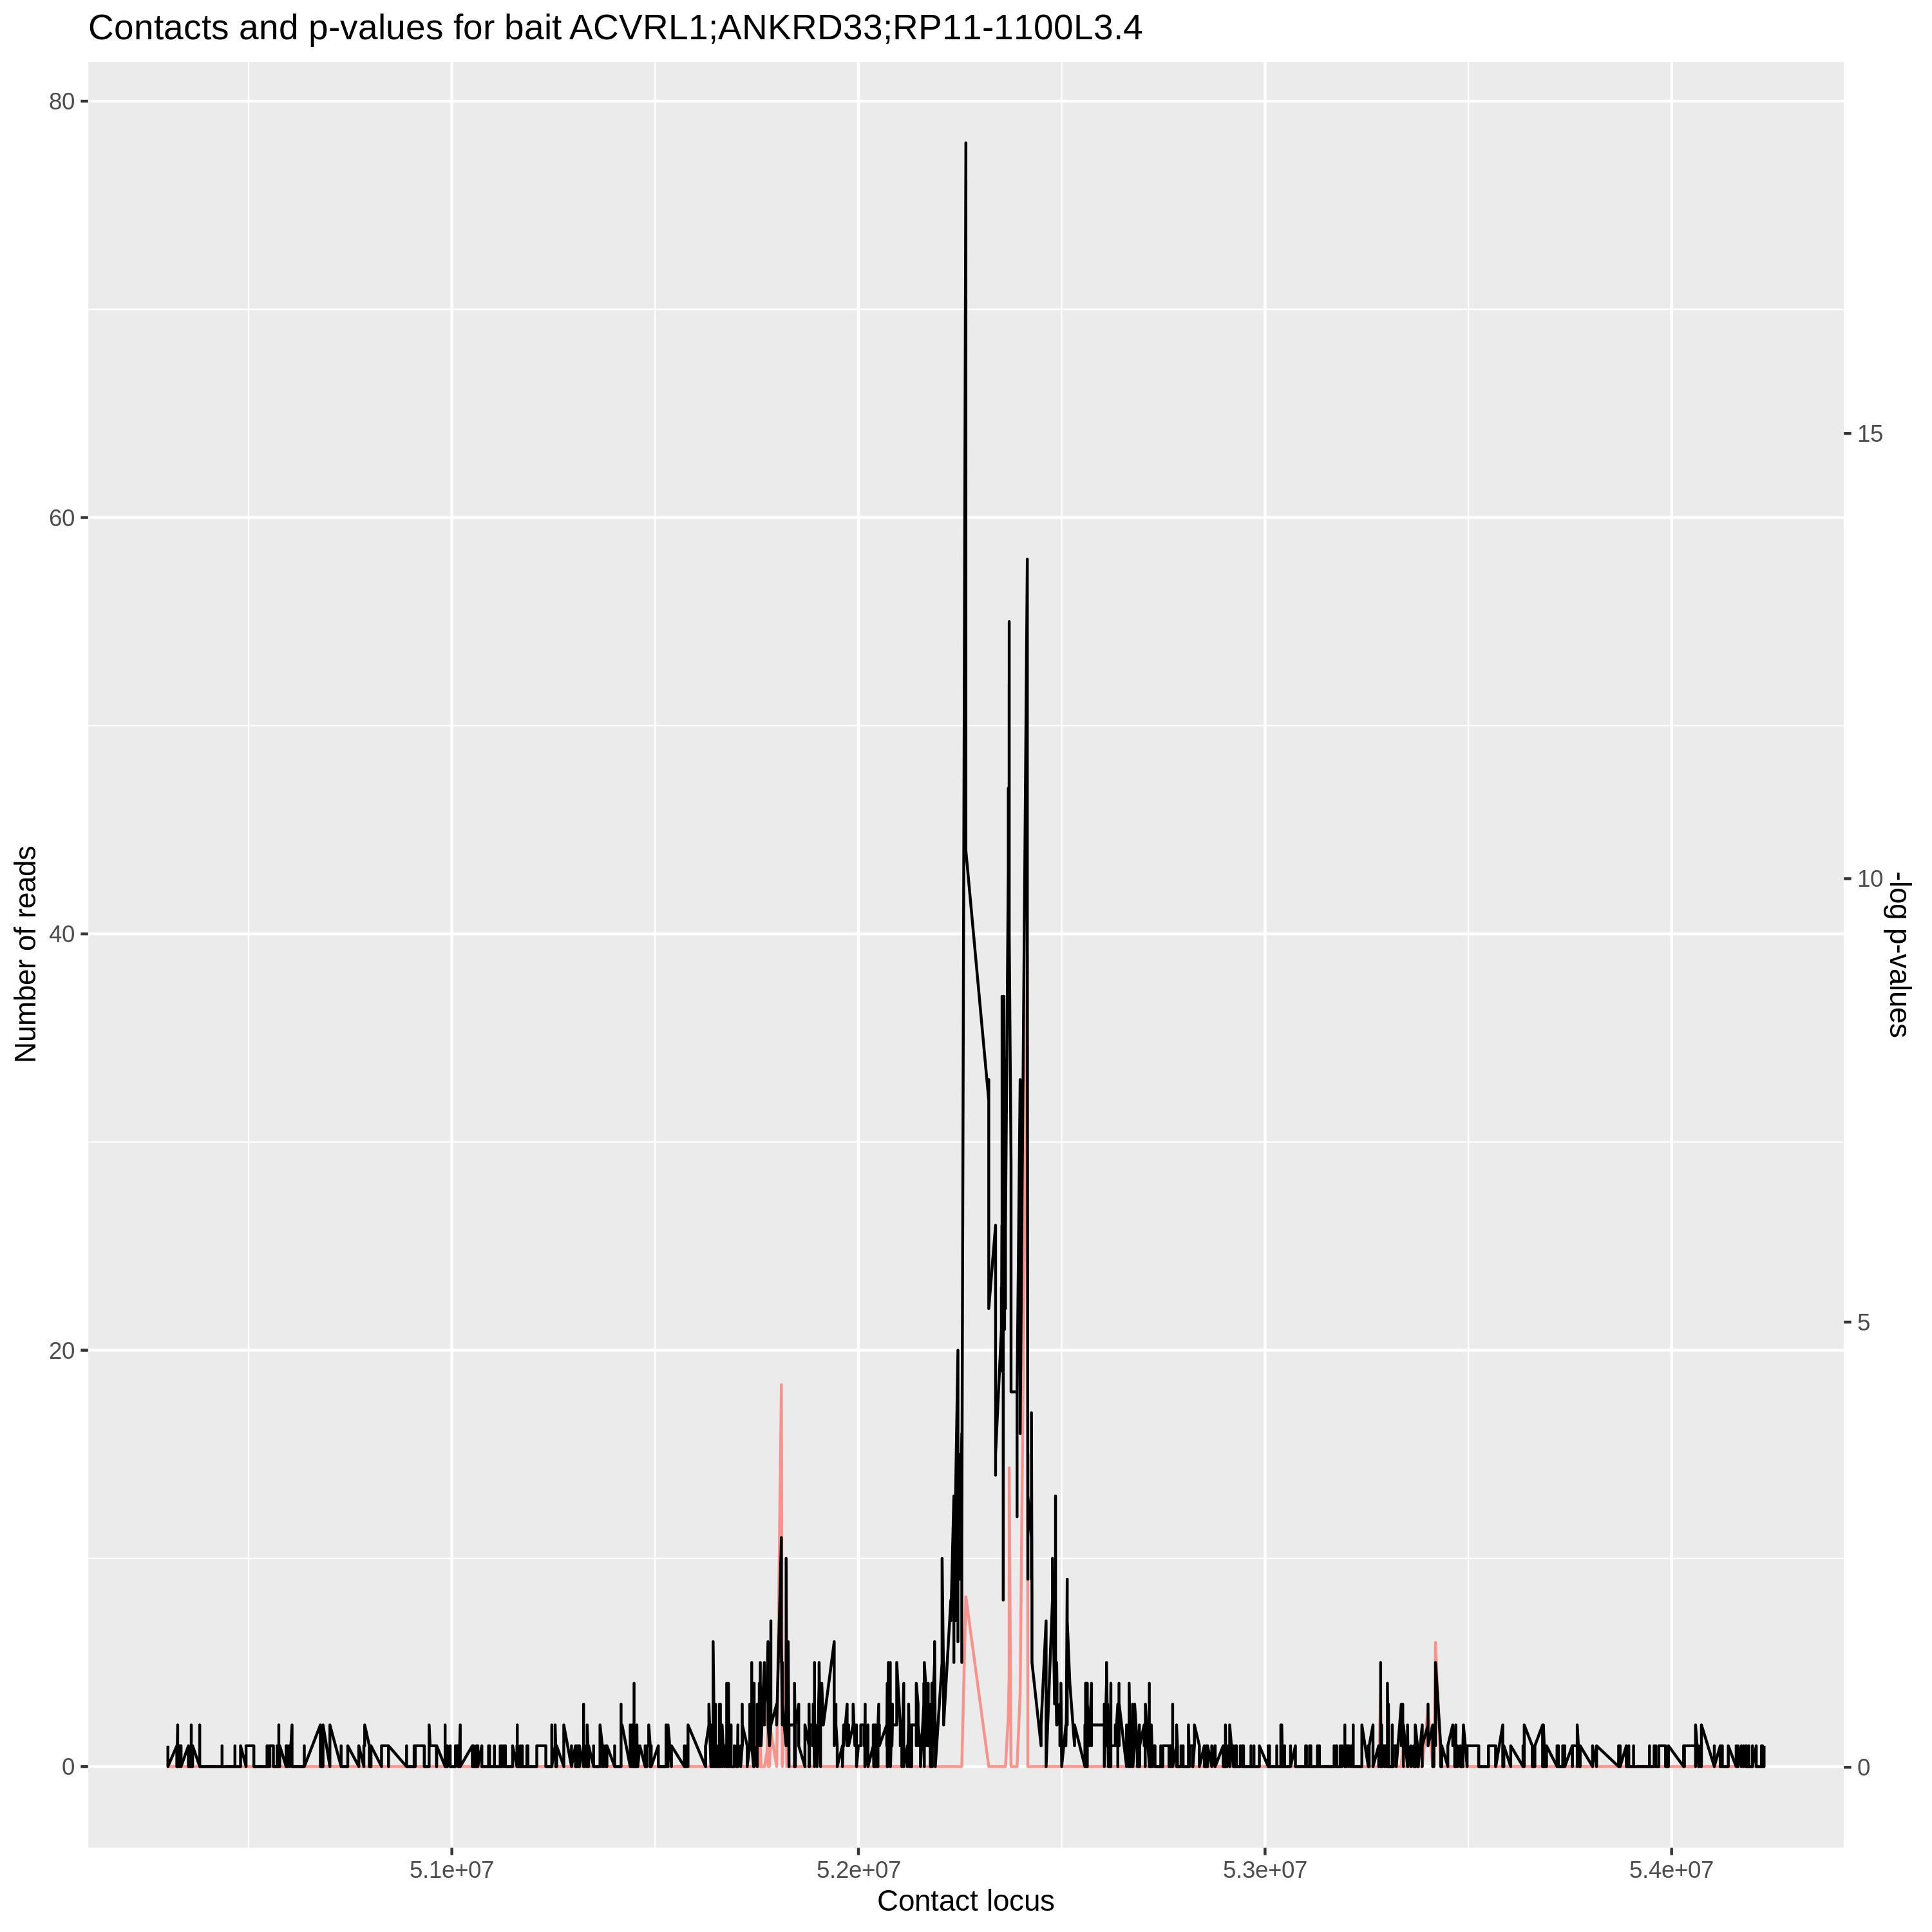 Contacts and p-values for bait ACVRL1;ANKRD33;RP11-1100L3.4
80
60
40
20
0
Number of reads
15
10
5
0
-log p-values
5.1e+07 5.2e+07 5.3e+07 5.4e+07
Contact locus